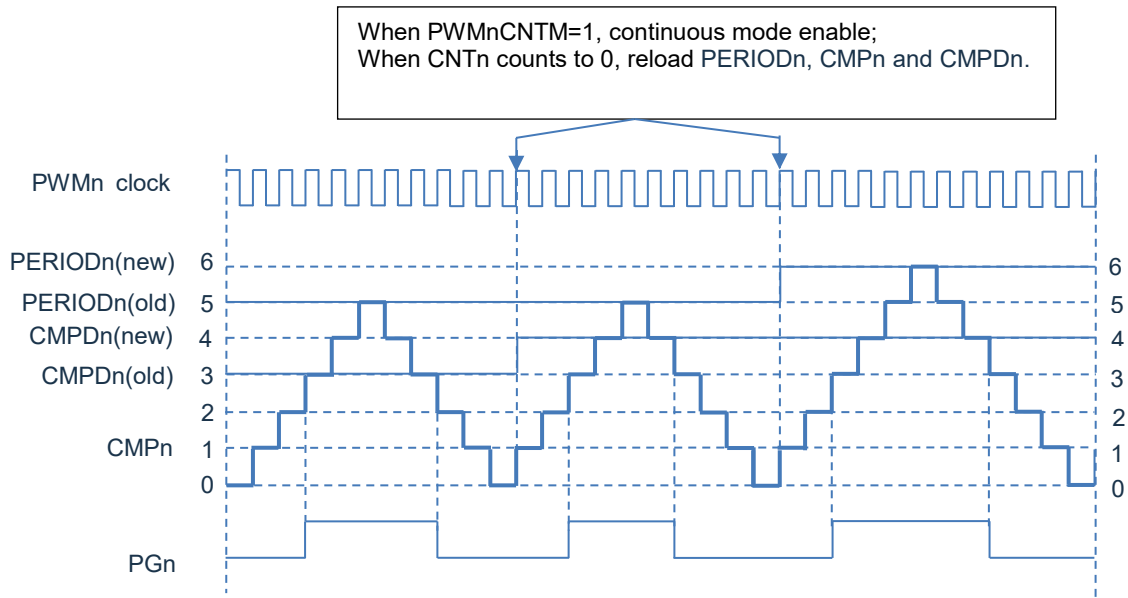 When PWMnCNTM=1, continuous mode enable;
When CNTn counts to 0, reload PERIODn, CMPn and CMPDn.
PWMn clock
PERIODn(new) 6 6
PERIODn(old) 5 5
CMPDn(new) 4 4
CMPDn(old) 3 3
2 2
CMPn 1 1
0 0
PGn